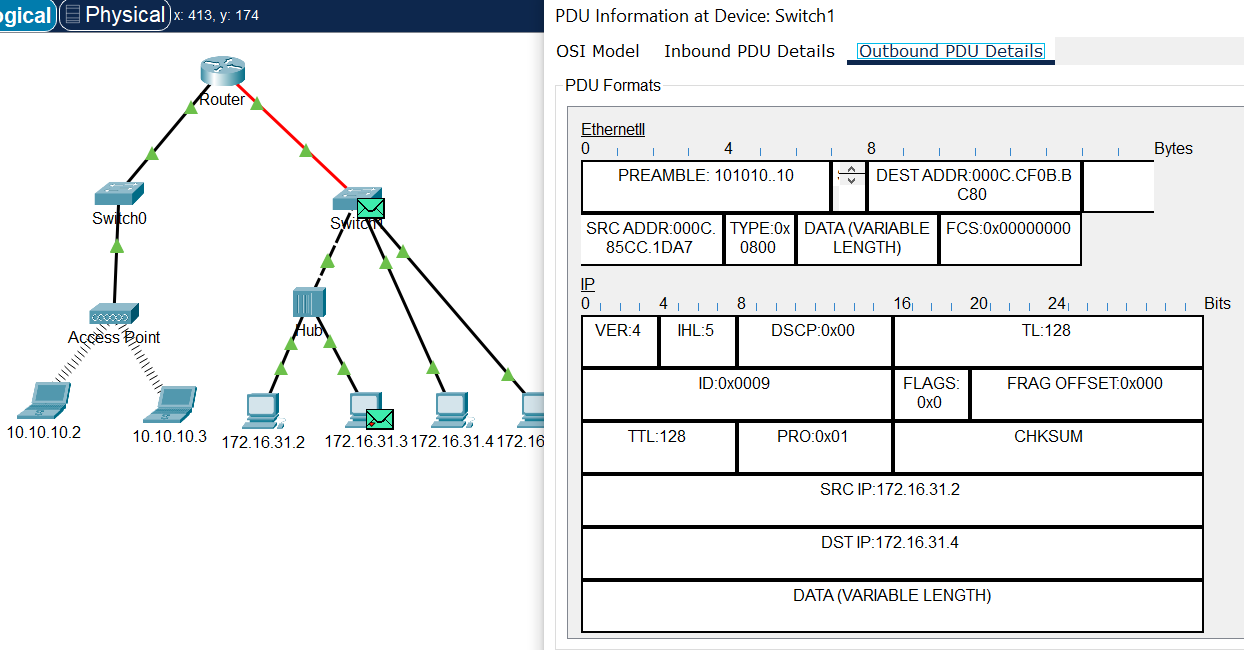 ogical Physical x: 413, y: 174
Router
Switch0
Switch1
Access Point
Hub
10.10.10.2
10.10.10.3
172.16.31.2
172.16.31.3
172.16.31.4
172.16
PDU Information at Device: Switch1
OSI Model Inbound PDU Details Outbound PDU Details
PDU Formats
EthernetII
0 4 8 Bytes
PREAMBLE: 101010..10
DEST ADDR:000C.CF0B.B
C80
SRC ADDR:000C.
85CC.1DA7
TYPE:0x
0800
DATA (VARIABLE
LENGTH)
FCS:0x00000000
IP
0 4 8 16 20 24 Bits
VER:4 IHL:5 DSCP:0x00 TL:128
ID:0x0009
FLAGS:
0x0
FRAG OFFSET:0x000
TTL:128 PRO:0x01 CHKSUM
SRC IP:172.16.31.2
DST IP:172.16.31.4
DATA (VARIABLE LENGTH)